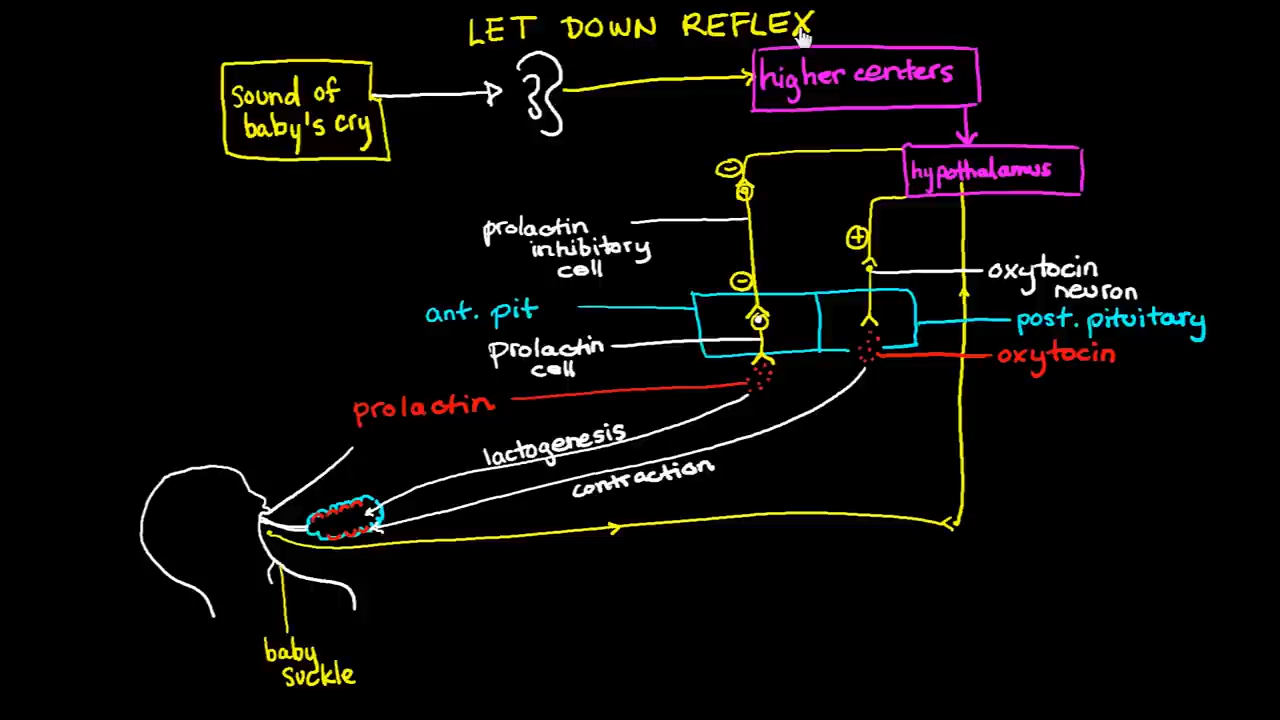 LET DOWN REFLEX
sound of
baby's cry
higher centers
hypothalamus
-
prolactin
inhibitory
cell
+
oxytocin
neuron
-
ant. pit
post. pituitary
prolactin
cell
oxytocin
prolactin
lactogenesis
contraction
baby
suckle